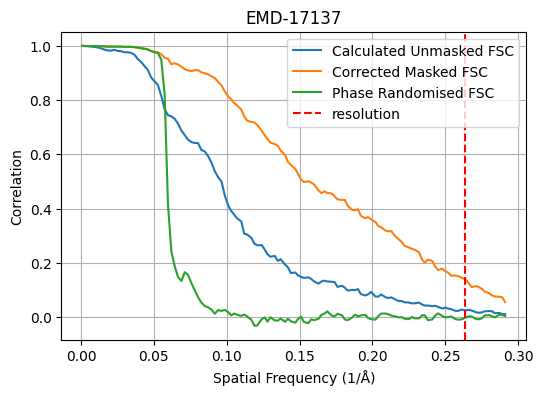 EMD-17137
Calculated Unmasked FSC
Corrected Masked FSC
Phase Randomised FSC
resolution
Correlation
1.0
0.8
0.6
0.4
0.2
0.0
0.00 0.05 0.10 0.15 0.20 0.25 0.30
Spatial Frequency (1/Å)